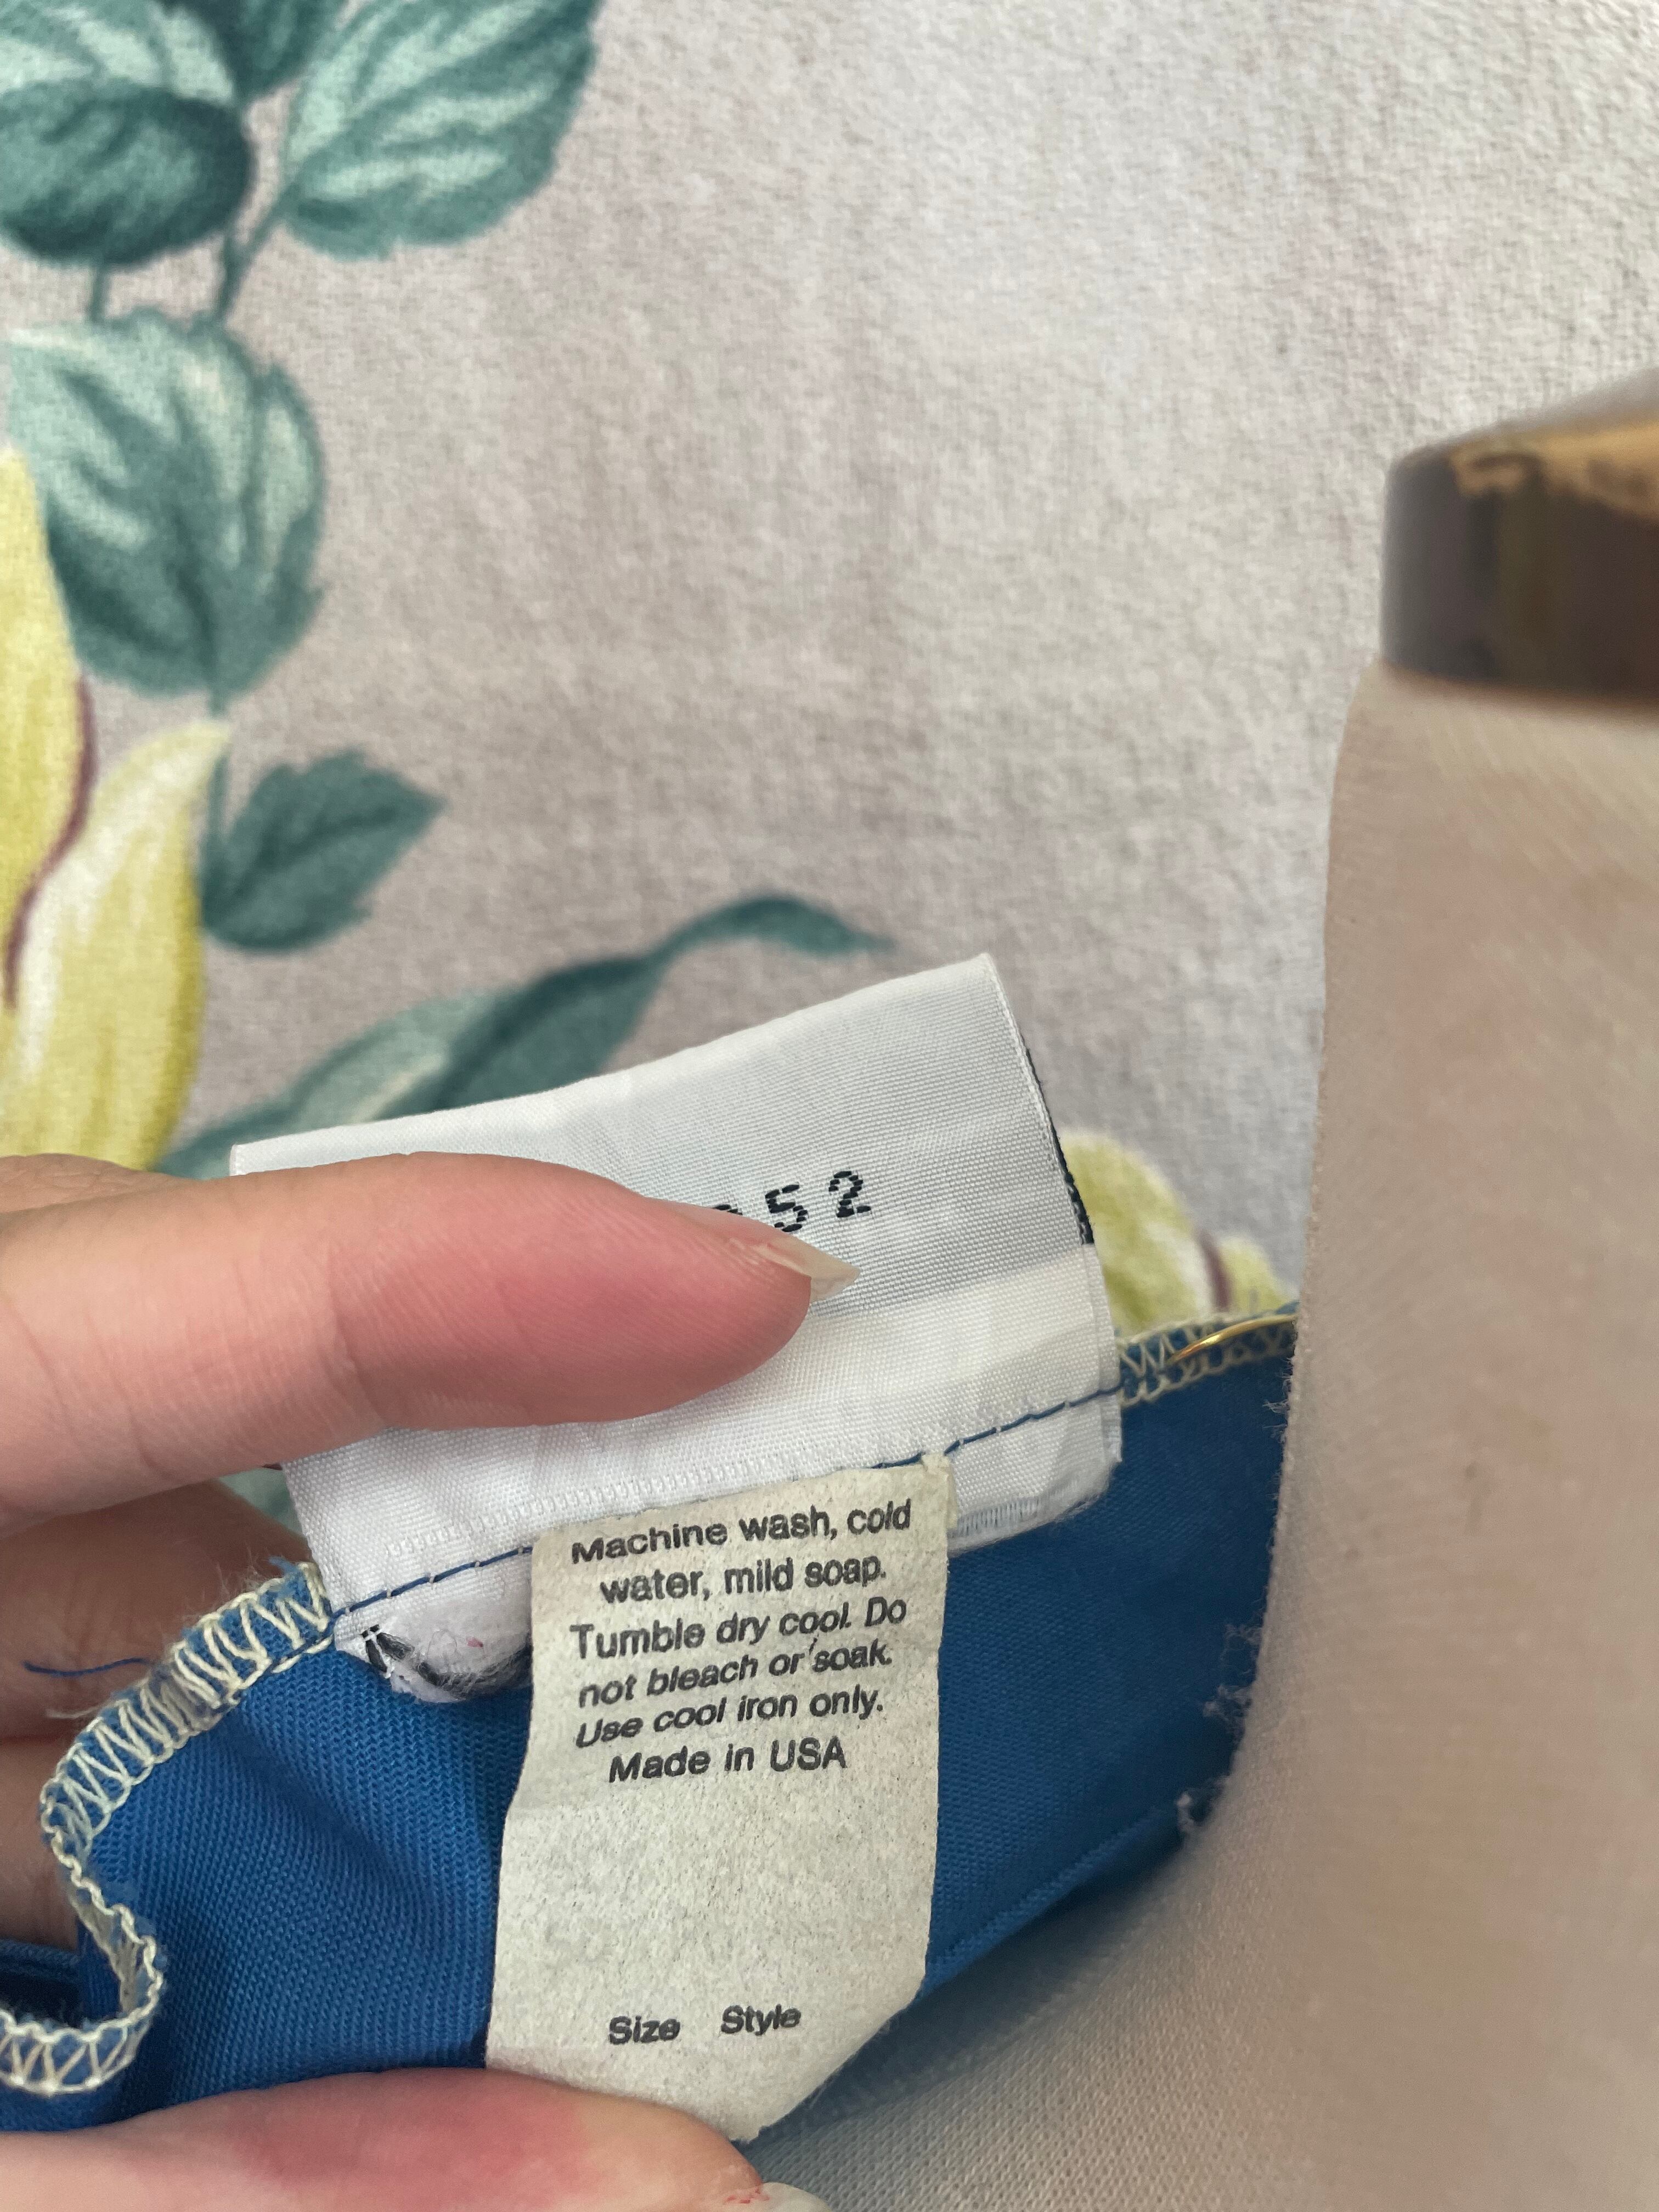 52
Machine wash, cold
water, mild soap.
Tumble dry cool. Do
not bleach or soak.
Use cool iron only.
Made in USA
Size Style